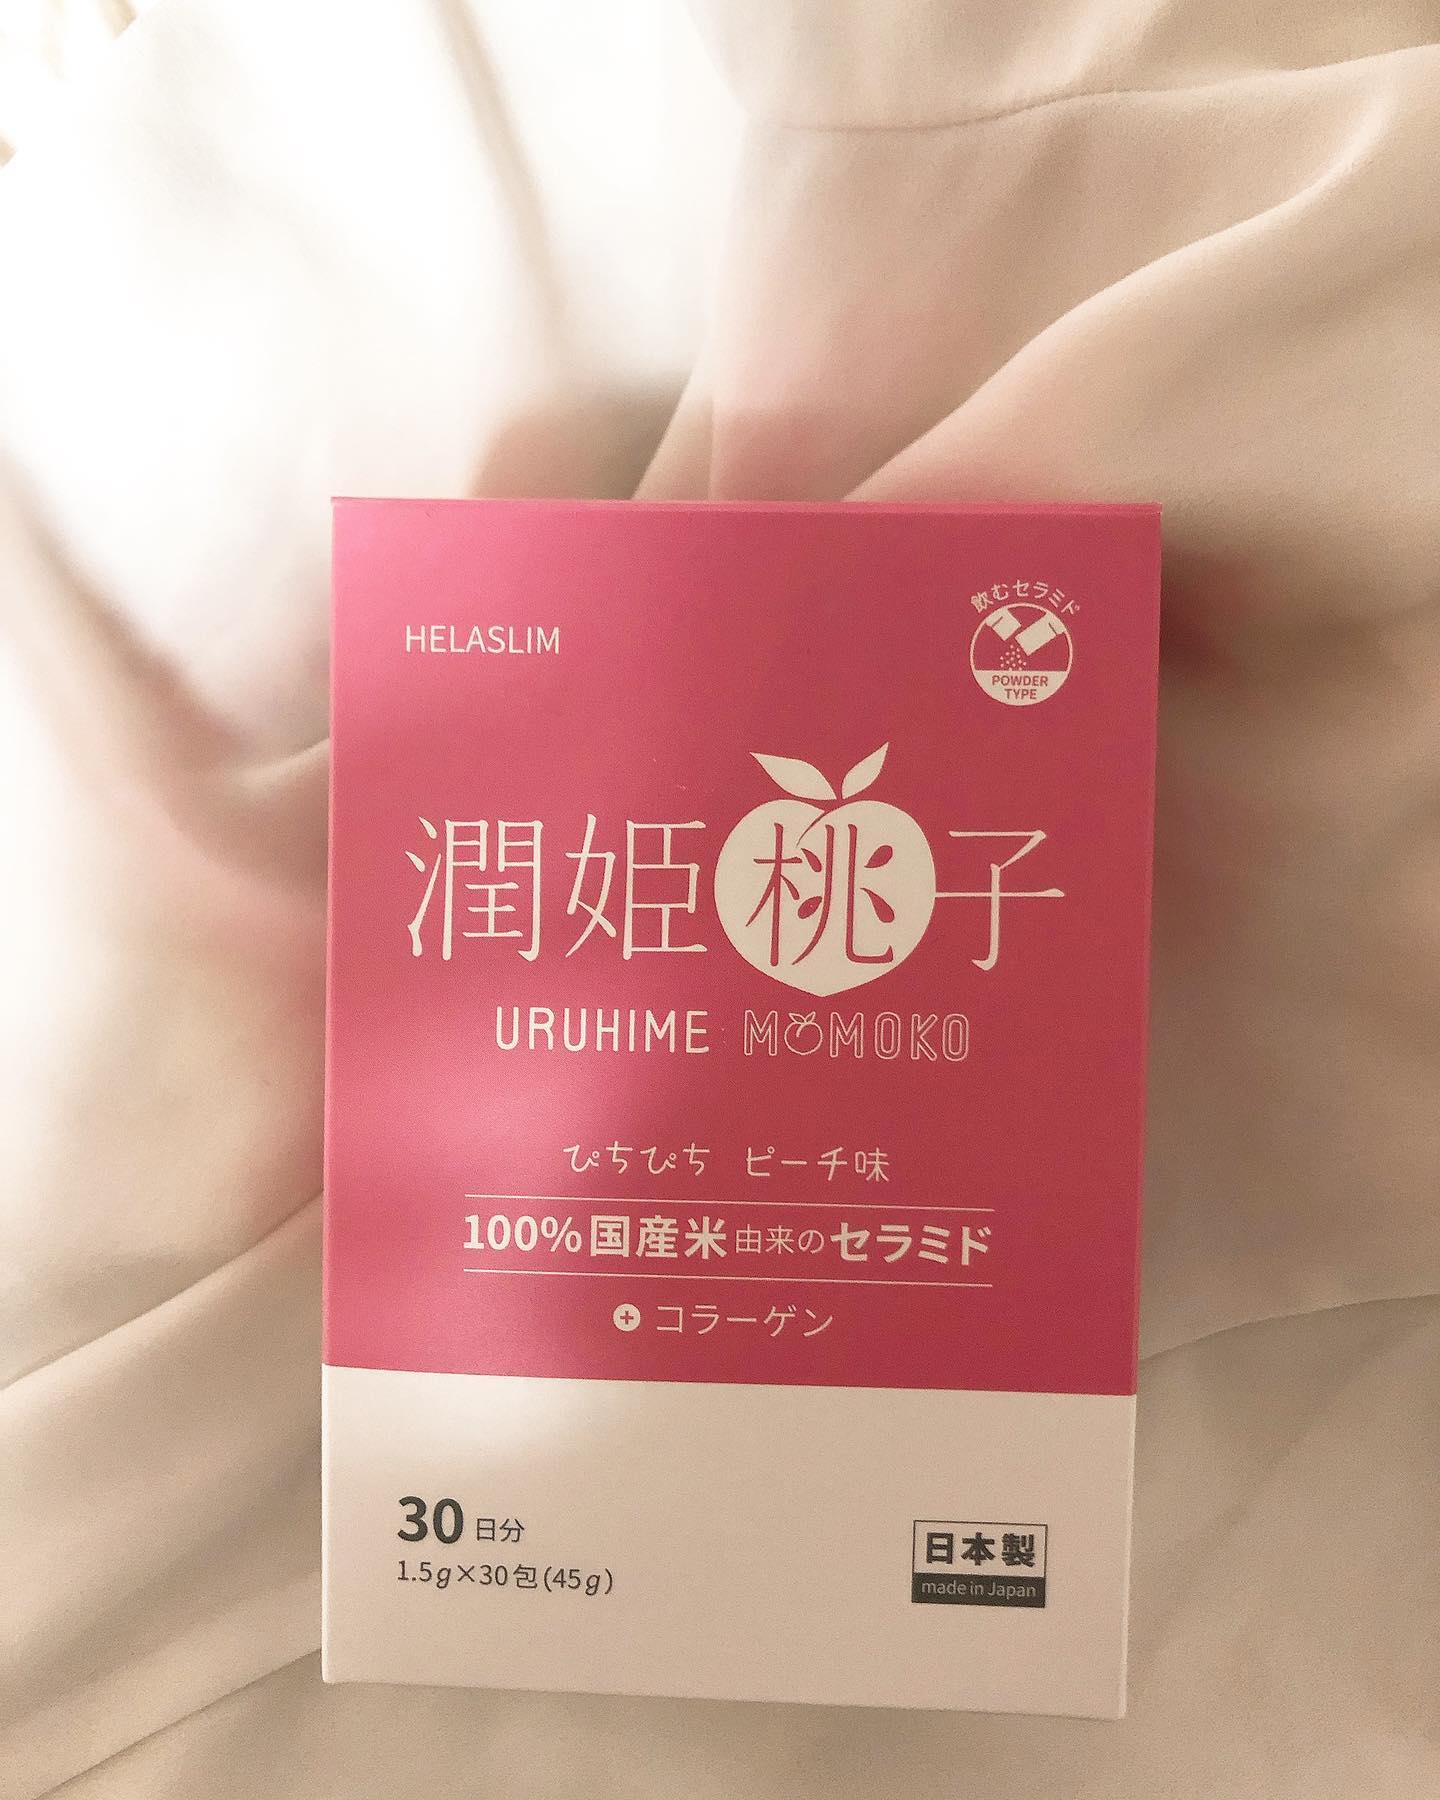 HELASLIM
飲むセラミド
POWDER
TYPE
潤姫桃子
URUHIME MOMOKO
ぴちぴち ピーチ味
100%国産米由来のセラミド
+ コラーゲン
30日分
1.5g×30包(45g)
日本製
made in Japan